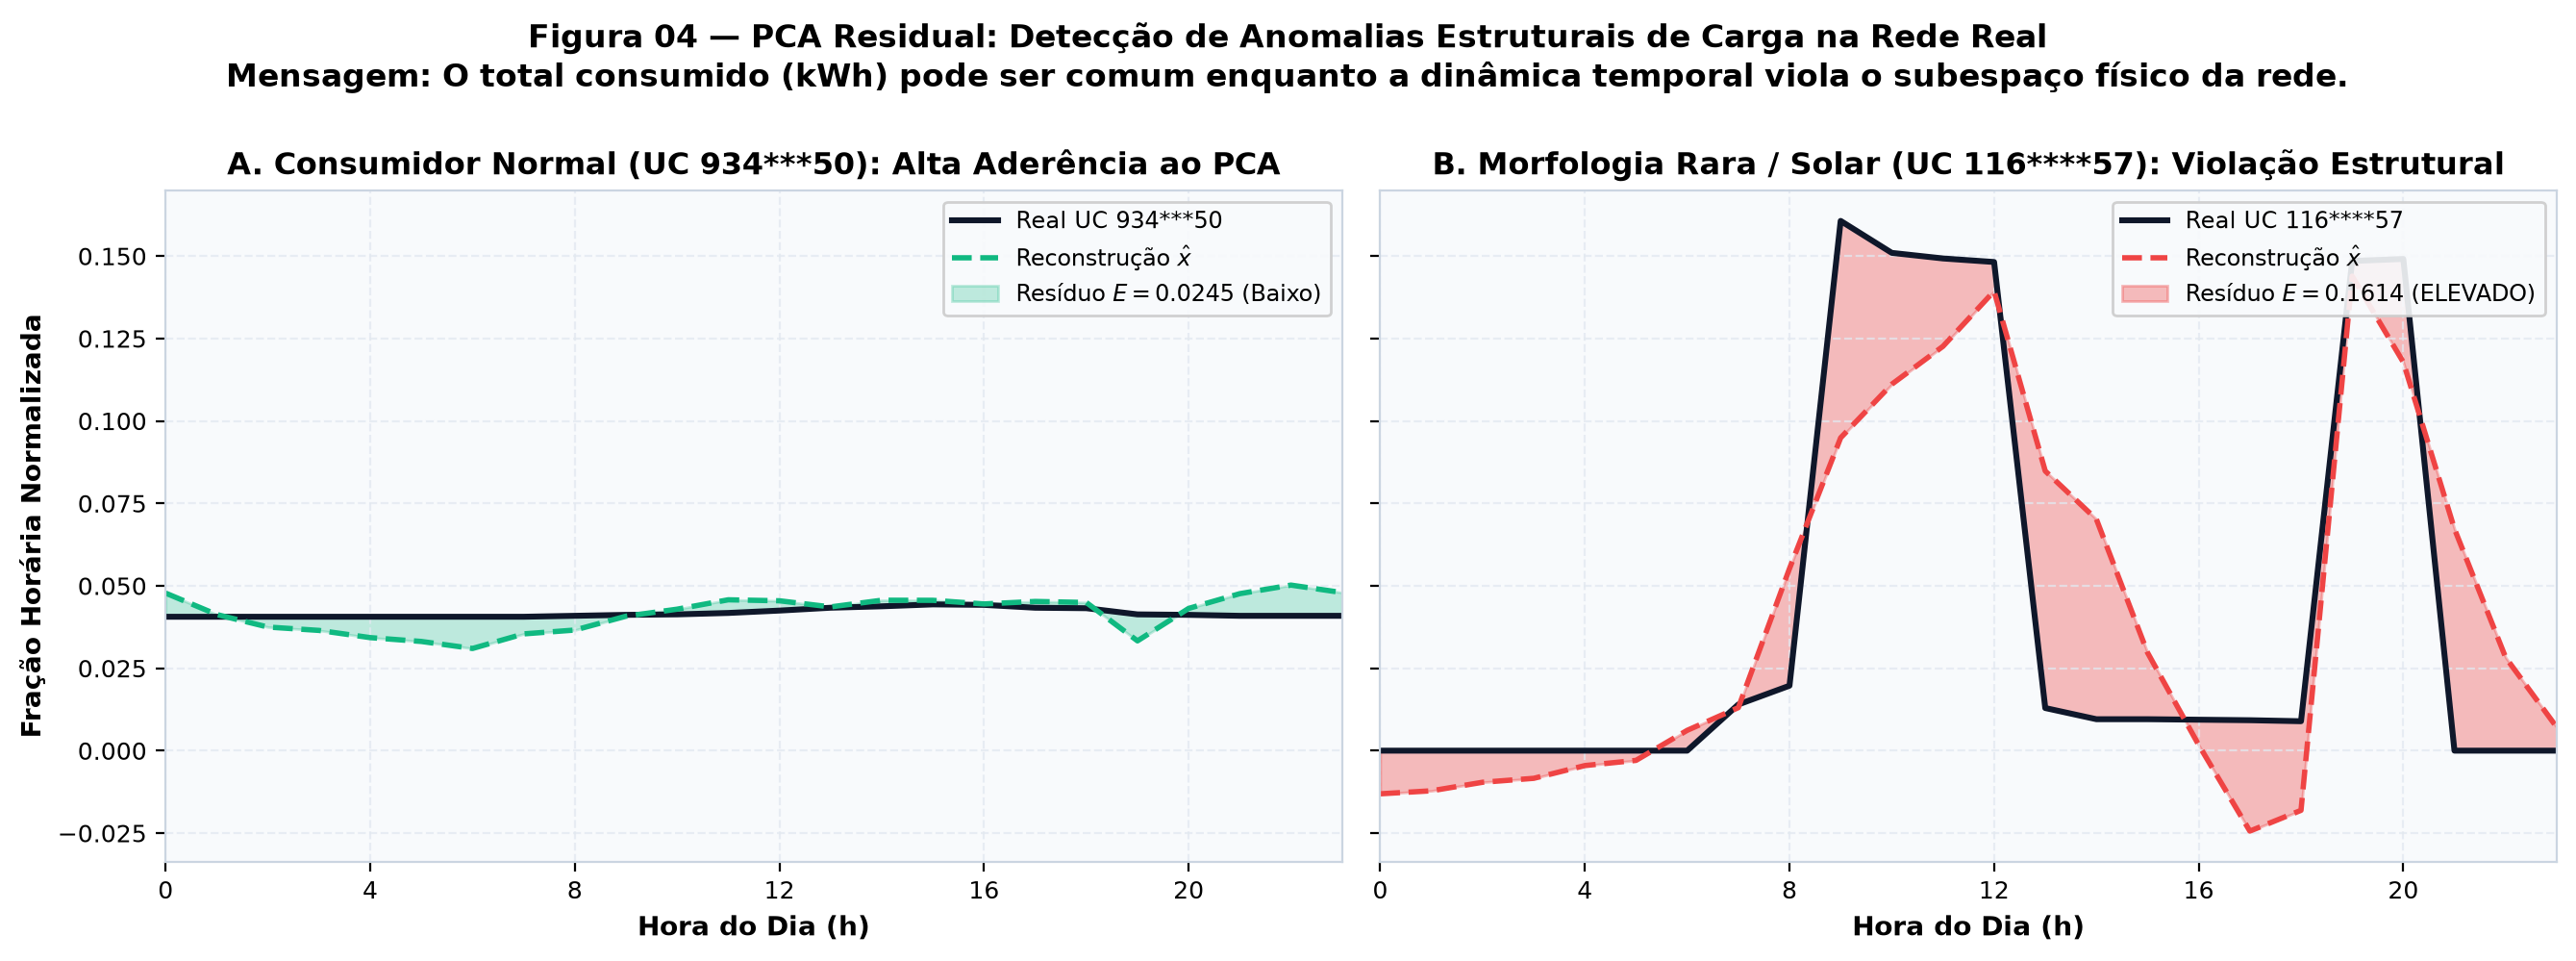 Figura 04 — PCA Residual: Detecção de Anomalias Estruturais de Carga na Rede Real
Mensagem: O total consumido (kWh) pode ser comum enquanto a dinâmica temporal viola o subespaço físico da rede.
A. Consumidor Normal (UC 934***50): Alta Aderência ao PCA
Real UC 934***50
Reconstrução x̂
Resíduo E = 0.0245 (Baixo)
Fração Horária Normalizada
0.150
0.125
0.100
0.075
0.050
0.025
0.000
−0.025
0 4 8 12 16 20
Hora do Dia (h)
B. Morfologia Rara / Solar (UC 116****57): Violação Estrutural
Real UC 116****57
Reconstrução x̂
Resíduo E = 0.1614 (ELEVADO)
0 4 8 12 16 20
Hora do Dia (h)